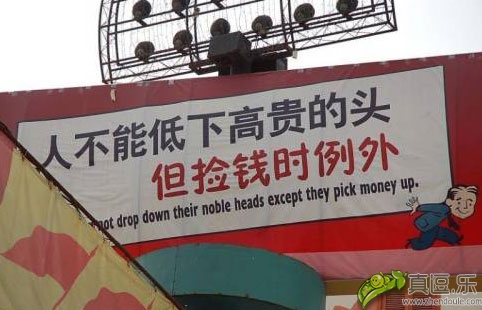 人不能低下高贵的头
但捡钱时例外
not drop down their noble heads except they pick money up.
真逗.乐
www.zhendoule.com